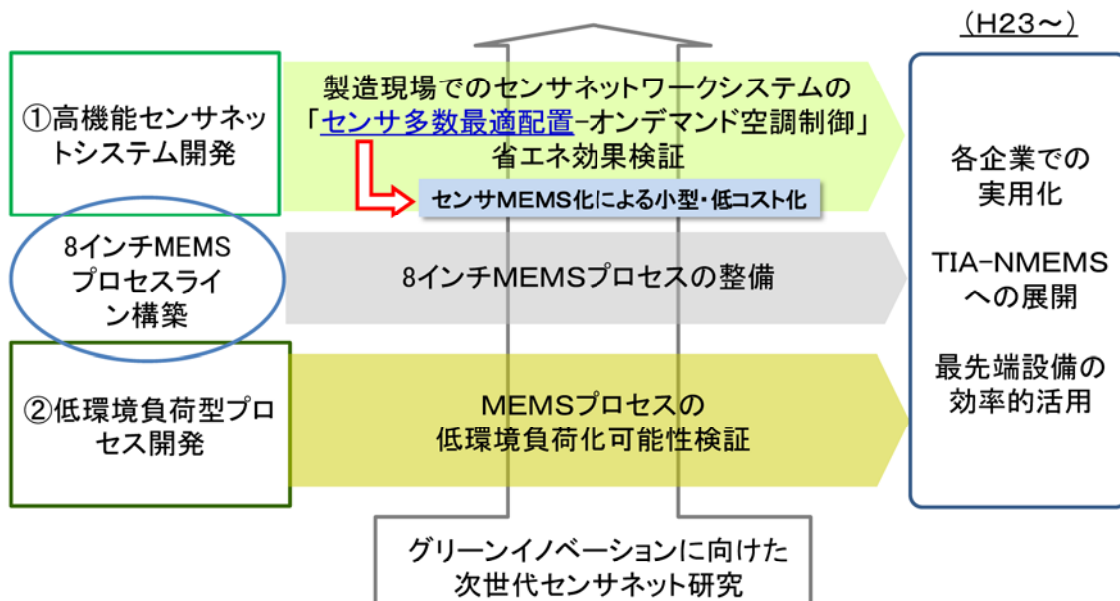 (H23～)
①高機能センサネッ
トシステム開発
製造現場でのセンサネットワークシステムの
「センサ多数最適配置-オンデマンド空調制御」
省エネ効果検証
センサMEMS化による小型・低コスト化
8インチMEMS
プロセスライ
ン構築
8インチMEMSプロセスの整備
②低環境負荷型プロ
セス開発
MEMSプロセスの
低環境負荷化可能性検証
各企業での
実用化
TIA-NMEMS
への展開
最先端設備の
効率的活用
グリーンイノベーションに向けた
次世代センサネット研究